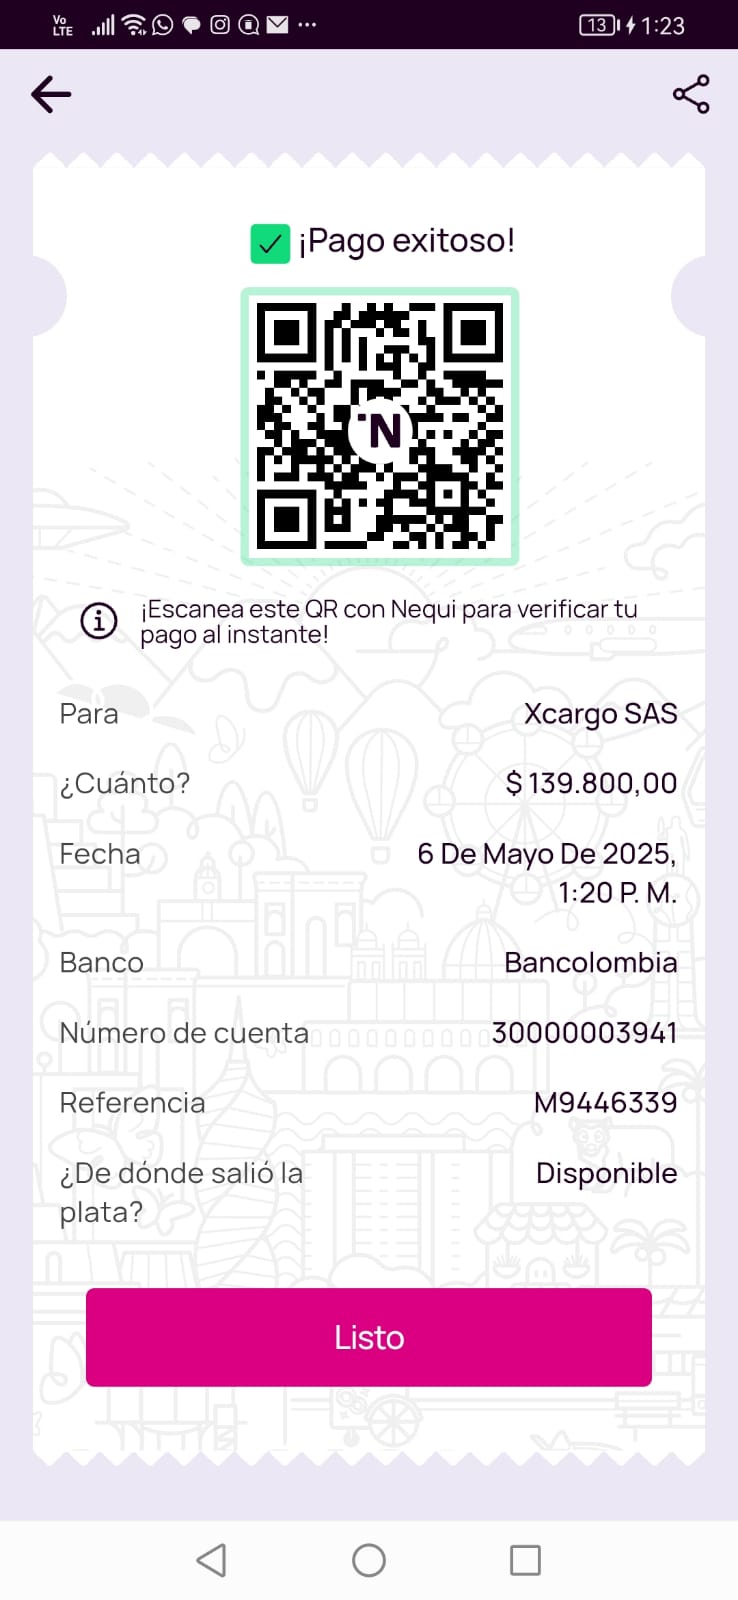 Vo LTE 13 1:23
¡Pago exitoso!
N
¡Escanea este QR con Nequi para verificar tu
pago al instante!
Para Xcargo SAS
¿Cuánto? $ 139.800,00
Fecha 6 De Mayo De 2025,
1:20 P. M.
Banco Bancolombia
Número de cuenta 30000003941
Referencia M9446339
¿De dónde salió la Disponible
plata?
Listo